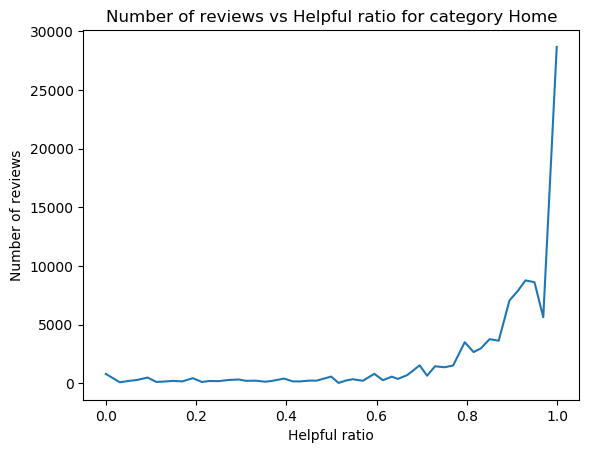 Number of reviews vs Helpful ratio for category Home
Number of reviews
30000
25000
20000
15000
10000
5000
0
0.0 0.2 0.4 0.6 0.8 1.0
Helpful ratio